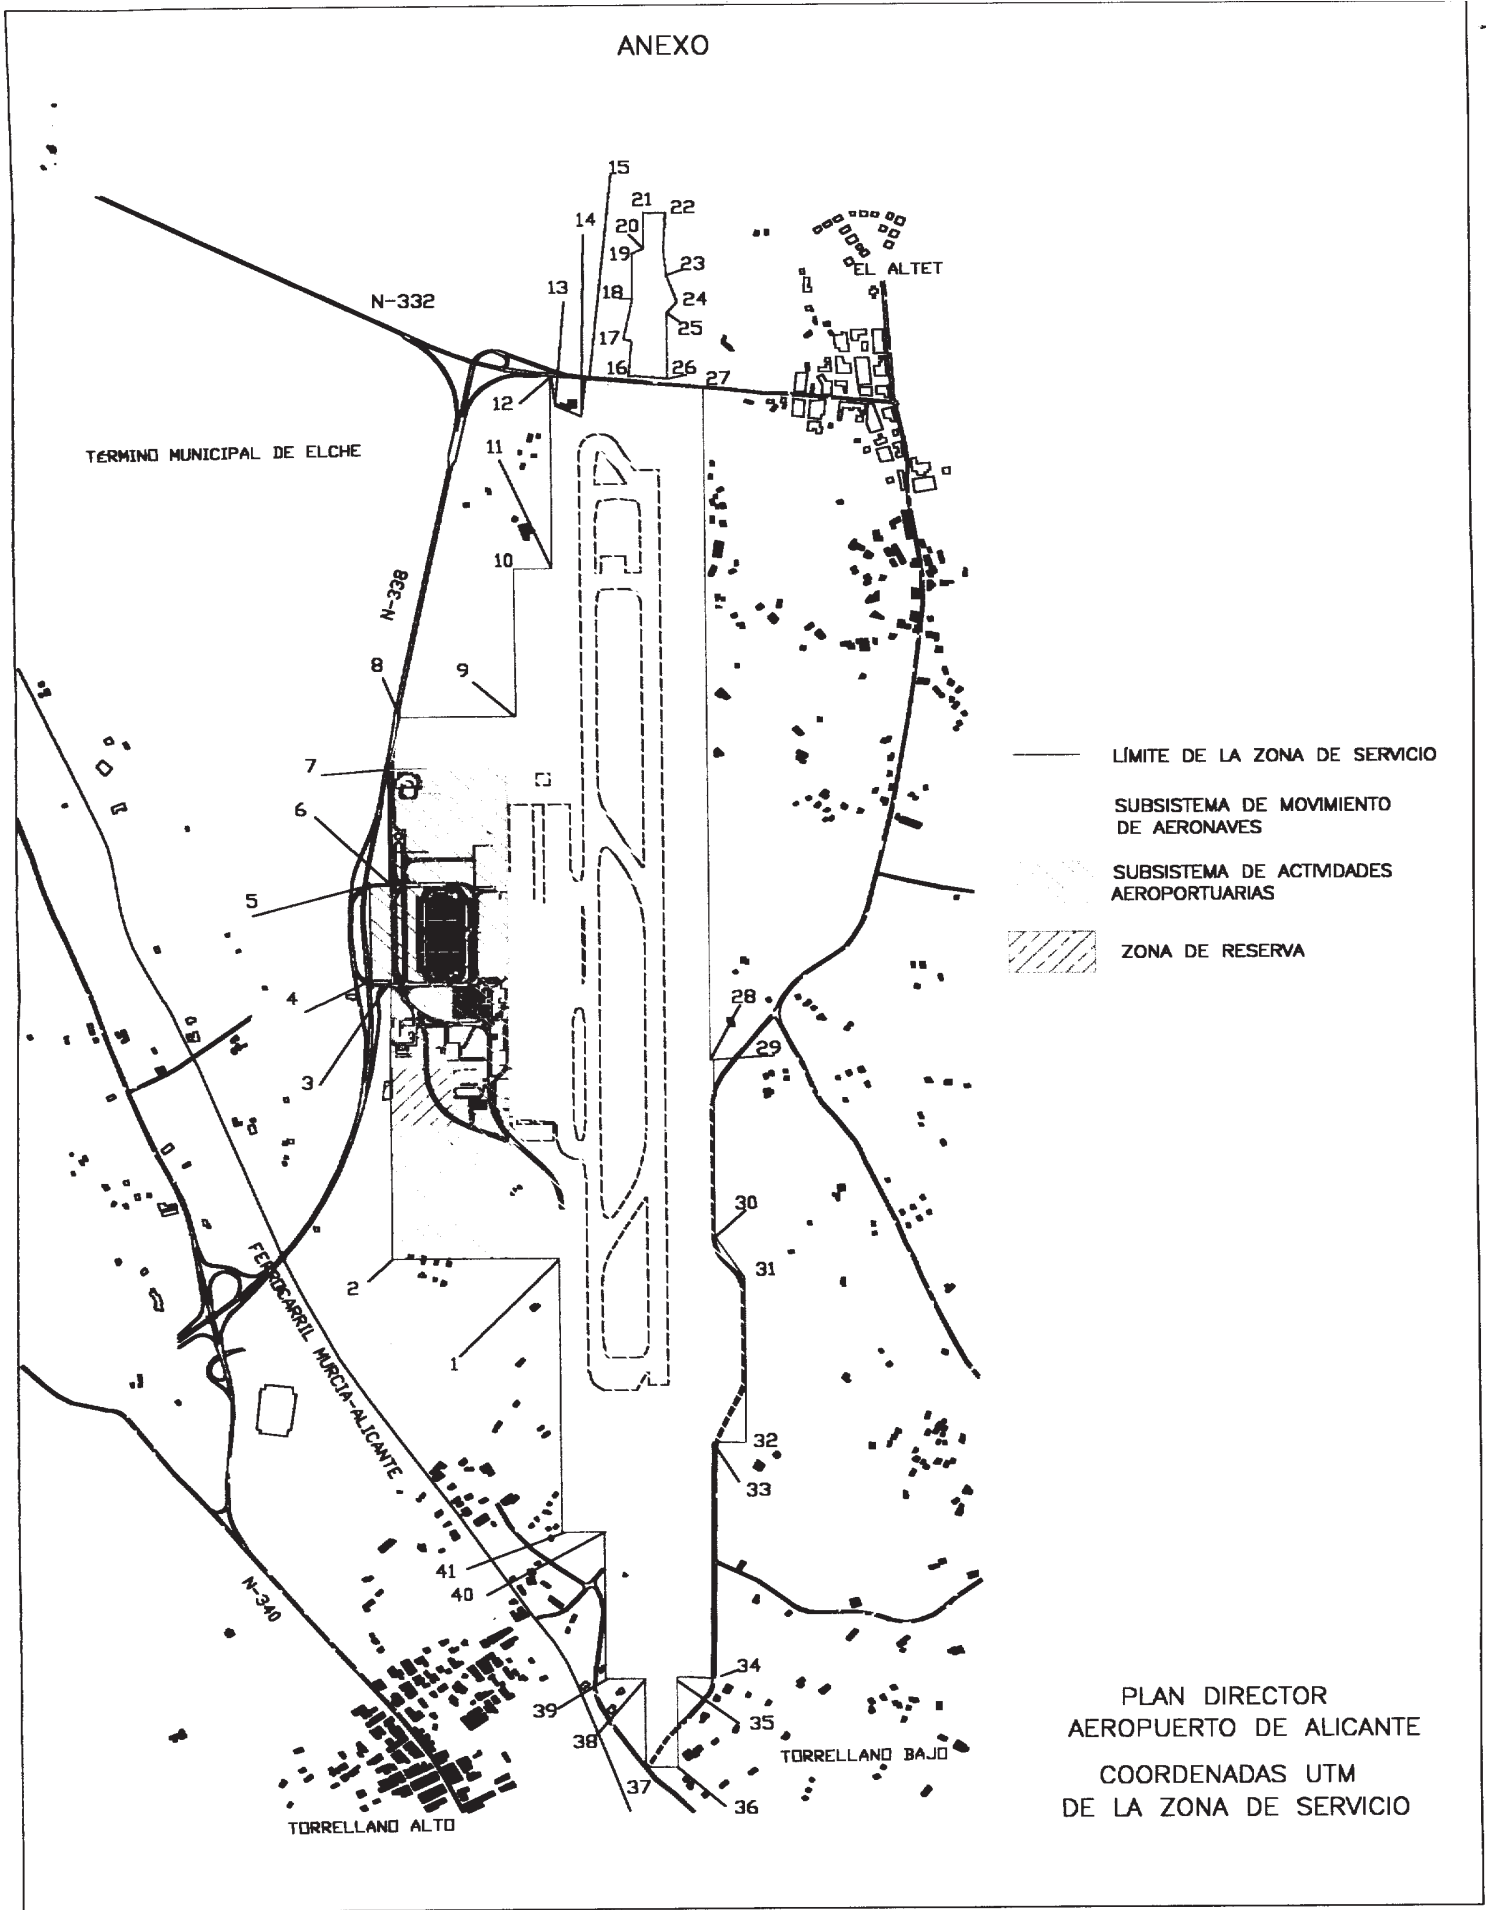 ANEXO
15
21
22
14
20
19
23
EL ALTET
13
18
24
N-332
17
25
16
26
27
12
11
TERMINO MUNICIPAL DE ELCHE
10
N-338
8
9
7
LÍMITE DE LA ZONA DE SERVICIO
6
SUBSISTEMA DE MOVIMIENTO
DE AERONAVES
5
SUBSISTEMA DE ACTIVIDADES
AEROPORTUARIAS
ZONA DE RESERVA
4
28
29
3
30
31
2
FERROCARRIL MURCIA-ALICANTE
1
32
33
41
40
N-340
34
39
35
38
37
36
TORRELLANO BAJO
TORRELLANO ALTO
PLAN DIRECTOR
AEROPUERTO DE ALICANTE
COORDENADAS UTM
DE LA ZONA DE SERVICIO